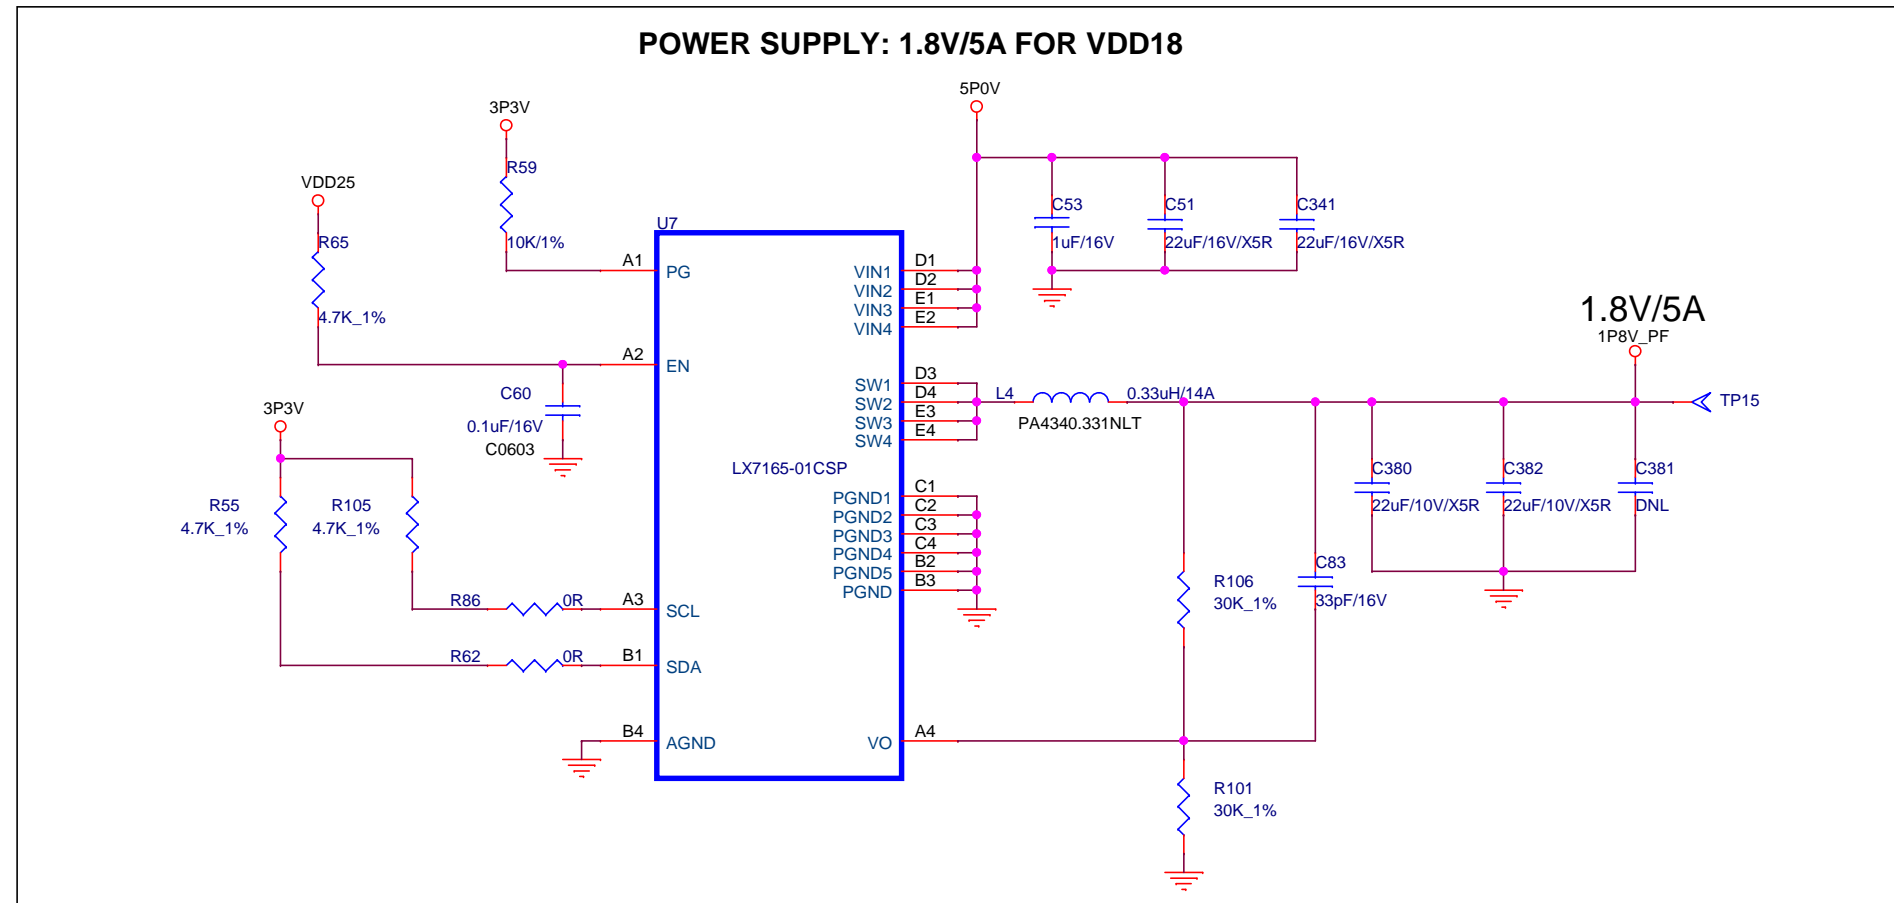 POWER SUPPLY: 1.8V/5A FOR VDD18
5P0V
3P3V
R59
10K/1%
VDD25
R65
4.7K_1%
C53
1uF/16V
C51
22uF/16V/X5R
C341
22uF/16V/X5R
U7
A1
PG
A2
EN
C60
0.1uF/16V
C0603
3P3V
R55
4.7K_1%
R105
4.7K_1%
R86
0R
A3
SCL
R62
0R
B1
SDA
B4
AGND
LX7165-01CSP
VIN1
D1
VIN2
D2
VIN3
E1
VIN4
E2
SW1
D3
SW2
D4
SW3
E3
SW4
E4
PGND1
C1
PGND2
C2
PGND3
C3
PGND4
C4
PGND5
B2
PGND
B3
VO
A4
L4
0.33uH/14A
PA4340.331NLT
1.8V/5A
1P8V_PF
TP15
C380
22uF/10V/X5R
C382
22uF/10V/X5R
C381
DNL
R106
30K_1%
C83
33pF/16V
R101
30K_1%